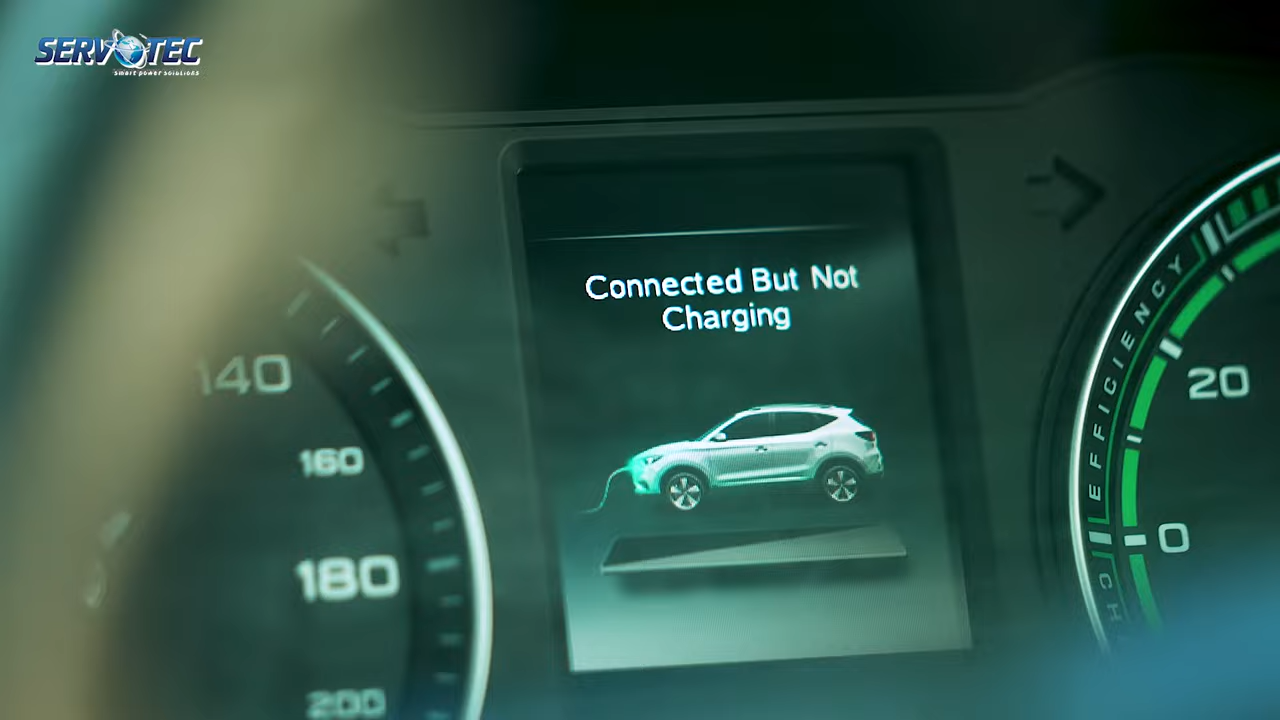 SERVOTEC
smart power solutions
Connected But Not
Charging
140
160
180
200
EFFICIENCY
20
0